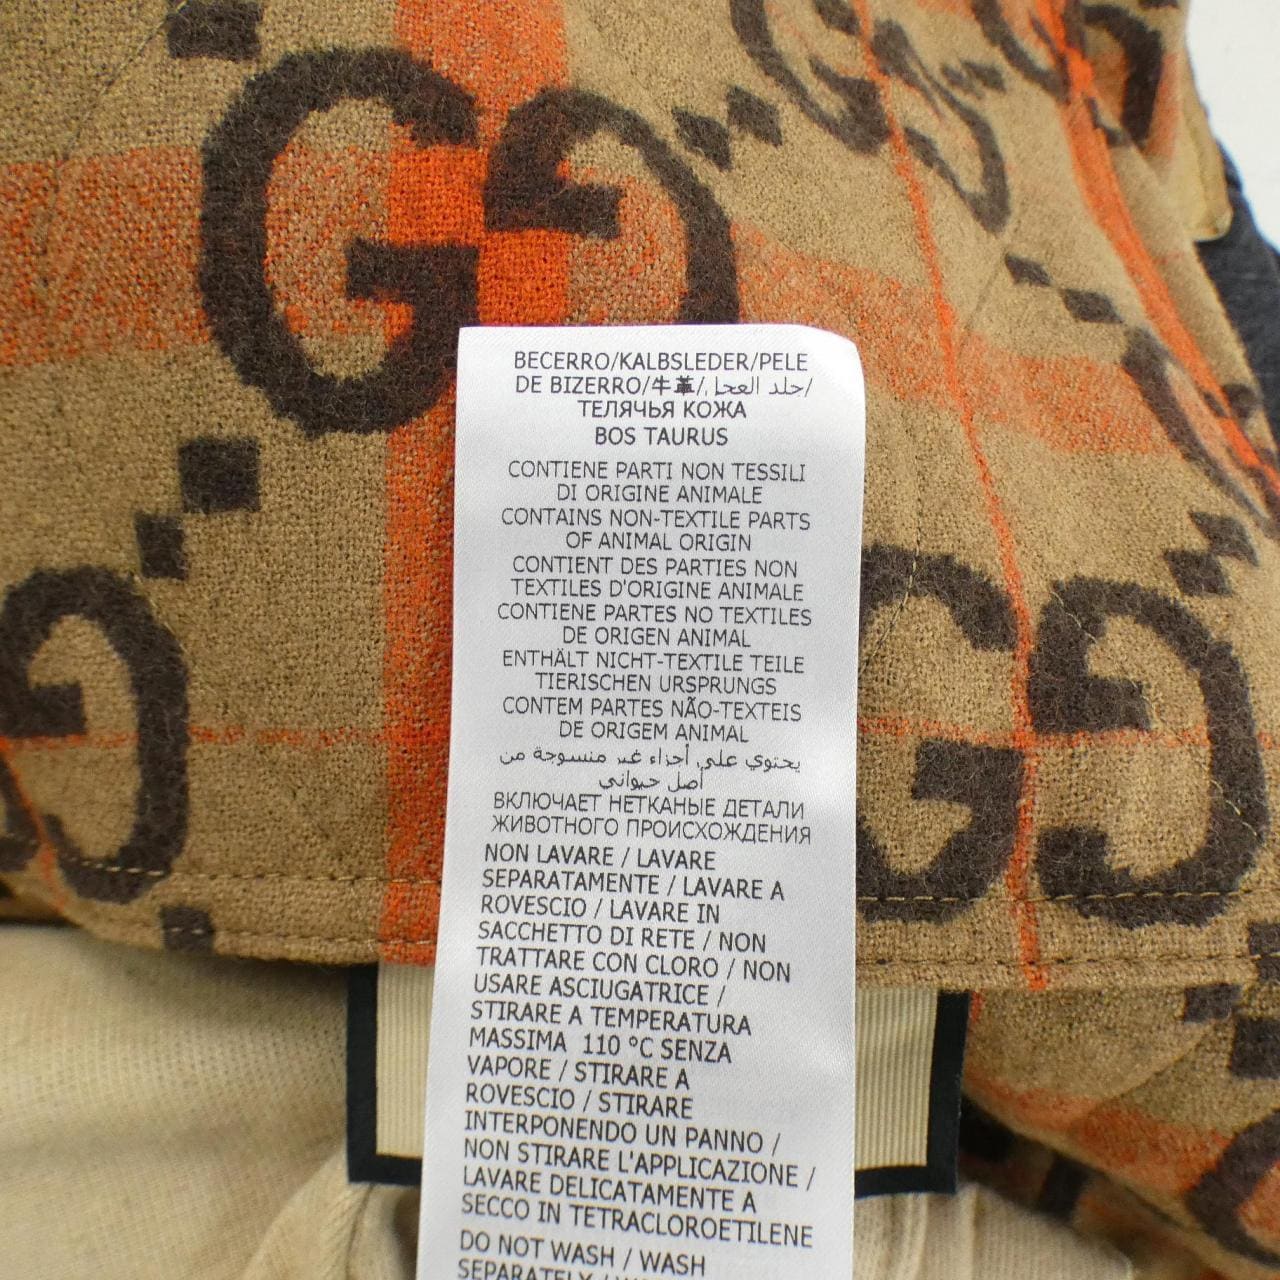 GG
BECERRO/KALBSLEDER/PELE
DE BIZERRO/牛革/جلد العجل/
ТЕЛЯЧЬЯ КОЖА
BOS TAURUS
CONTIENE PARTI NON TESSILI
DI ORIGINE ANIMALE
CONTAINS NON-TEXTILE PARTS
OF ANIMAL ORIGIN
CONTIENT DES PARTIES NON
TEXTILES D'ORIGINE ANIMALE
CONTIENE PARTES NO TEXTILES
DE ORIGEN ANIMAL
ENTHÄLT NICHT-TEXTILE TEILE
TIERISCHEN URSPRUNGS
CONTEM PARTES NÃO-TEXTEIS
DE ORIGEM ANIMAL
يحتوي على أجزاء غير منسوجة من
أصل حيواني
ВКЛЮЧАЕТ НЕТКАНЫЕ ДЕТАЛИ
ЖИВОТНОГО ПРОИСХОЖДЕНИЯ
NON LAVARE / LAVARE
SEPARATAMENTE / LAVARE A
ROVESCIO / LAVARE IN
SACCHETTO DI RETE / NON
TRATTARE CON CLORO / NON
USARE ASCIUGATRICE /
STIRARE A TEMPERATURA
MASSIMA 110 °C SENZA
VAPORE / STIRARE A
ROVESCIO / STIRARE
INTERPONENDO UN PANNO /
NON STIRARE L'APPLICAZIONE /
LAVARE DELICATAMENTE A
SECCO IN TETRACLOROETILENE
DO NOT WASH / WASH
SEPARATELY /